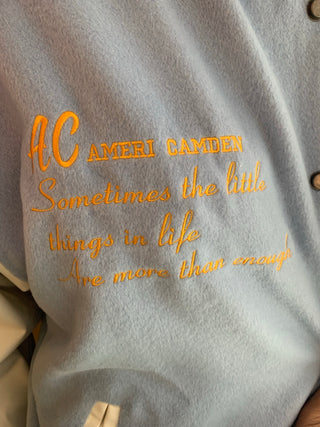 AC AMERI CAMDEN
Sometimes the little
things in life
Are more than enough